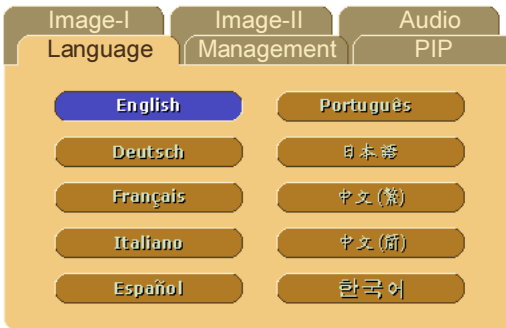 Image-I Image-II Audio
Language Management PIP
English Português
Deutsch 日本語
Français 中文(繁)
Italiano 中文(简)
Español 한국어